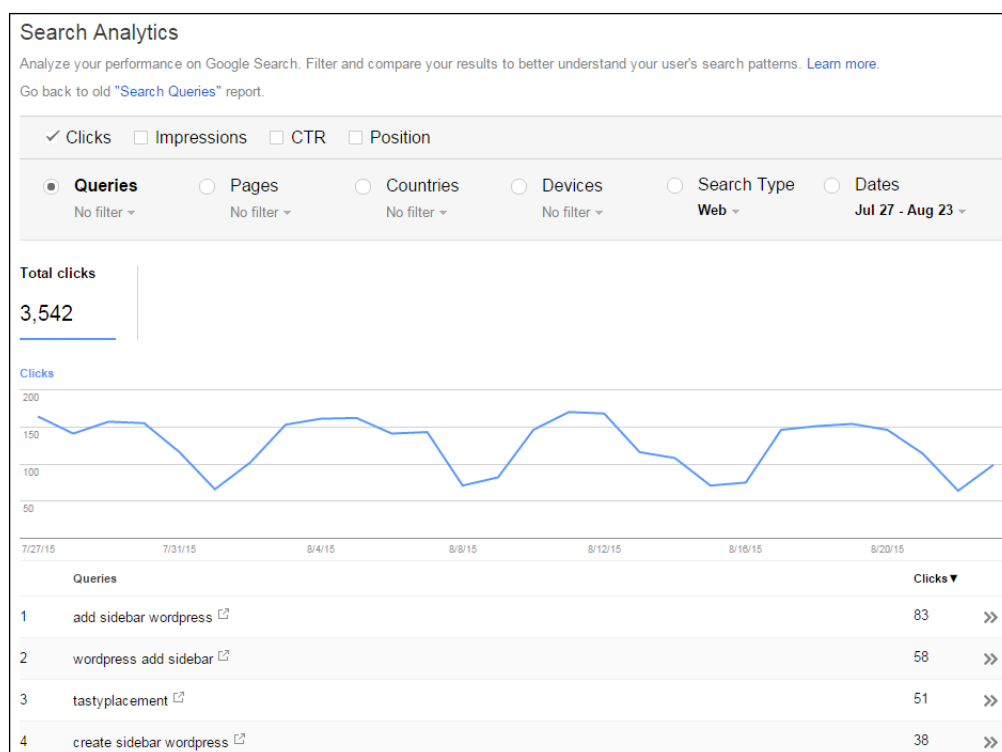 Search Analytics
Analyze your performance on Google Search. Filter and compare your results to better understand your user's search patterns. Learn more.
Go back to old "Search Queries" report.
Clicks Impressions CTR Position
Queries Pages Countries Devices Search Type Dates
No filter No filter No filter No filter Web Jul 27 - Aug 23
Total clicks
3,542
Clicks
200
150
100
50
7/27/15 7/31/15 8/4/15 8/8/15 8/12/15 8/16/15 8/20/15
Queries Clicks▼
1 add sidebar wordpress 83 »
2 wordpress add sidebar 58 »
3 tastyplacement 51 »
4 create sidebar wordpress 38 »